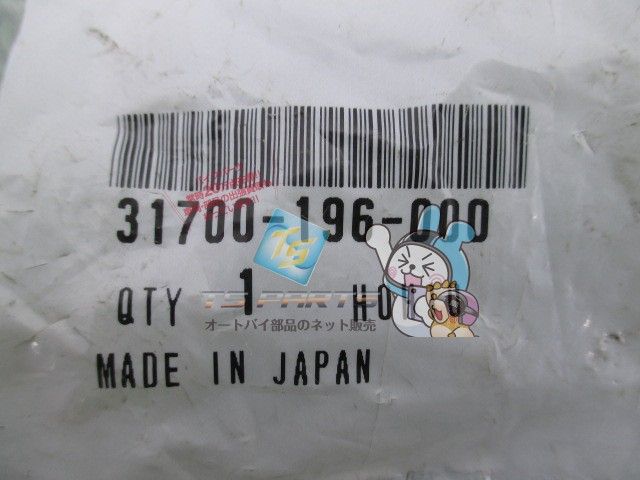 31700-196-000
TS
QTY 1
TS PARTS
オートバイ部品のネット販売
MADE IN JAPAN